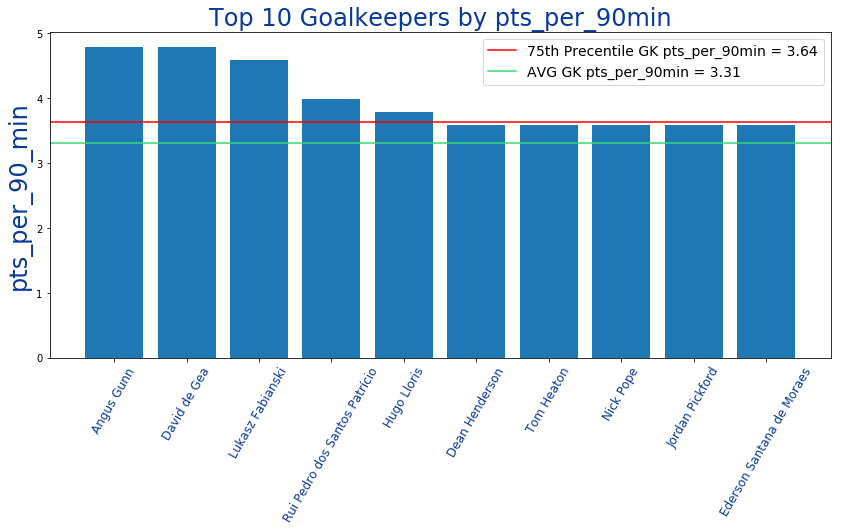 Top 10 Goalkeepers by pts_per_90min
75th Precentile GK pts_per_90min = 3.64
AVG GK pts_per_90min = 3.31
pts_per_90_min
5
4
3
2
1
0
Angus Gunn
David de Gea
Lukasz Fabianski
Rui Pedro dos Santos Patrício
Hugo Lloris
Dean Henderson
Tom Heaton
Nick Pope
Jordan Pickford
Ederson Santana de Moraes